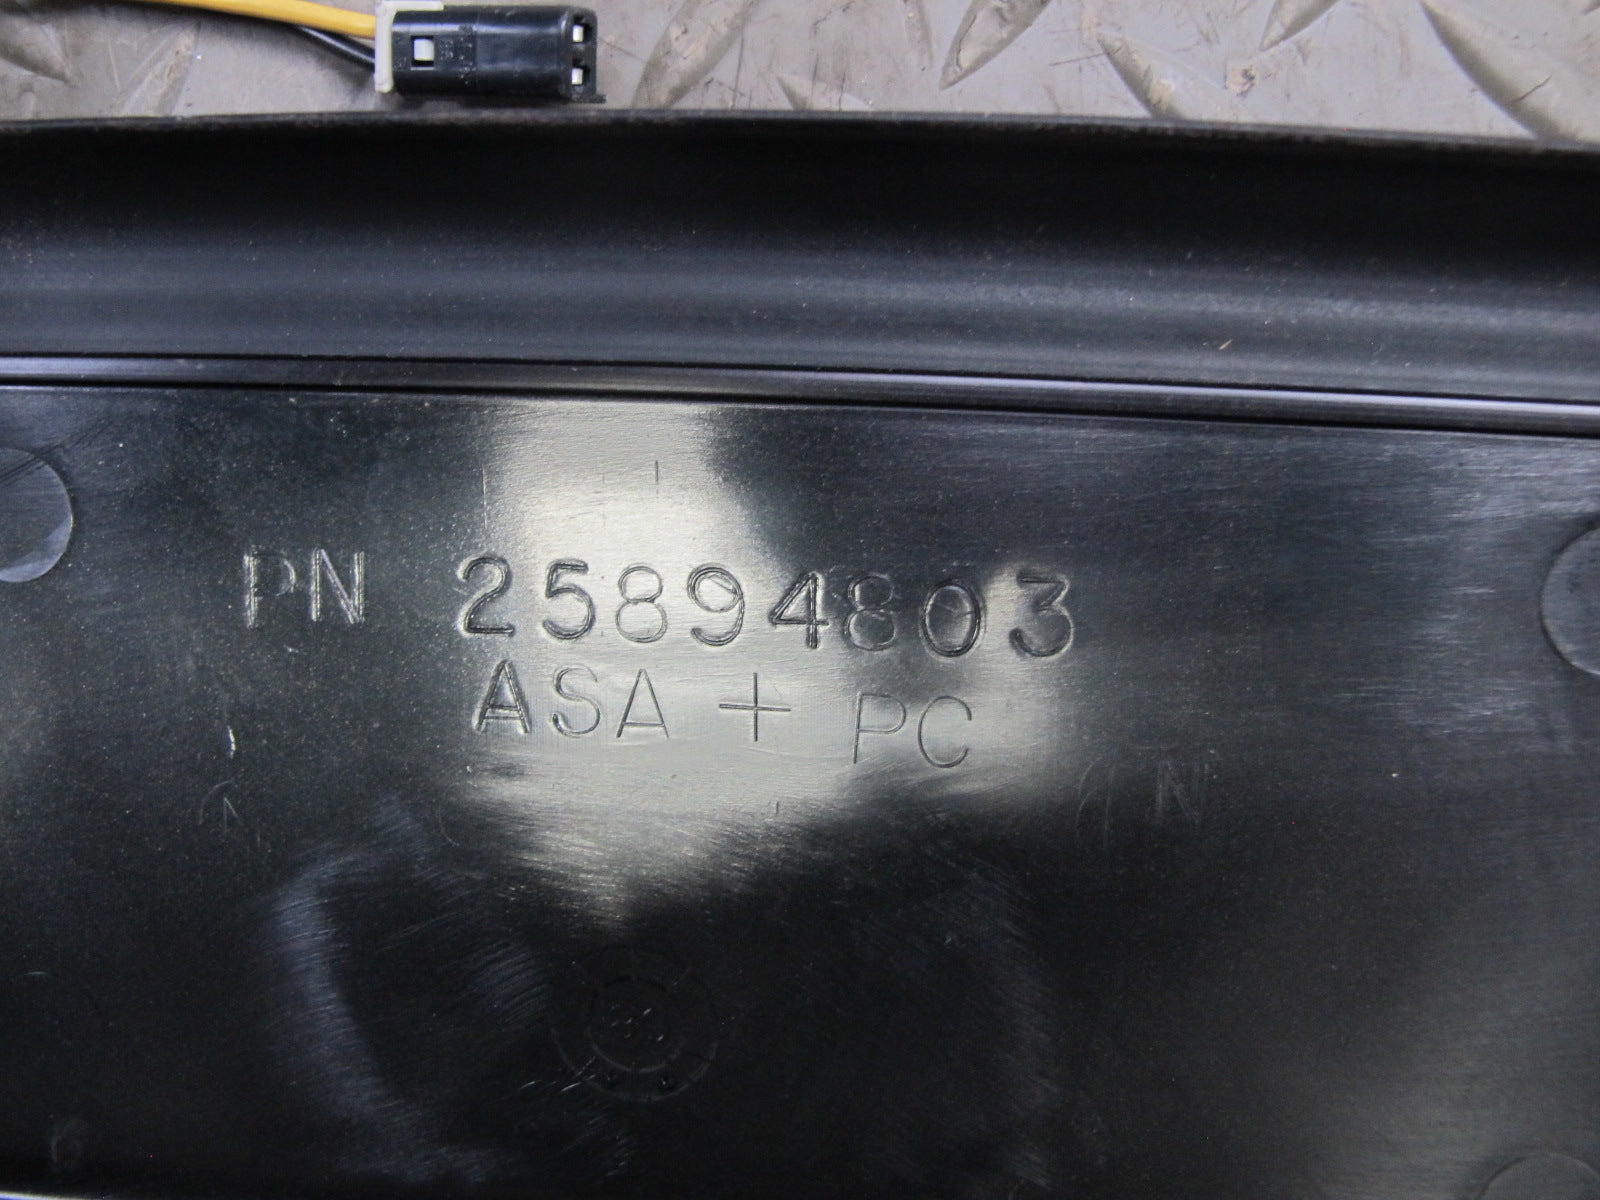 PN 25894803
ASA + PC